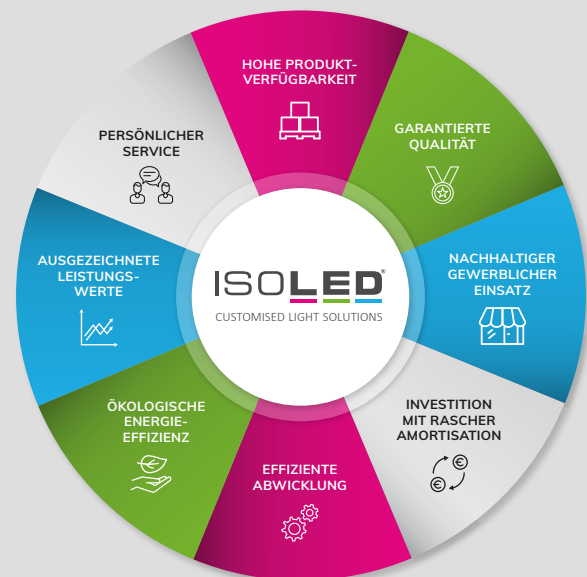 HOHE PRODUKT-
VERFÜGBARKEIT
GARANTIERTE
QUALITÄT
NACHHALTIGER
GEWERBLICHER
EINSATZ
INVESTITION
MIT RASCHER
AMORTISATION
EFFIZIENTE
ABWICKLUNG
ÖKOLOGISCHE
ENERGIE-
EFFIZIENZ
AUSGEZEICHNETE
LEISTUNGS-
WERTE
PERSÖNLICHER
SERVICE
ISOLED®
CUSTOMISED LIGHT SOLUTIONS